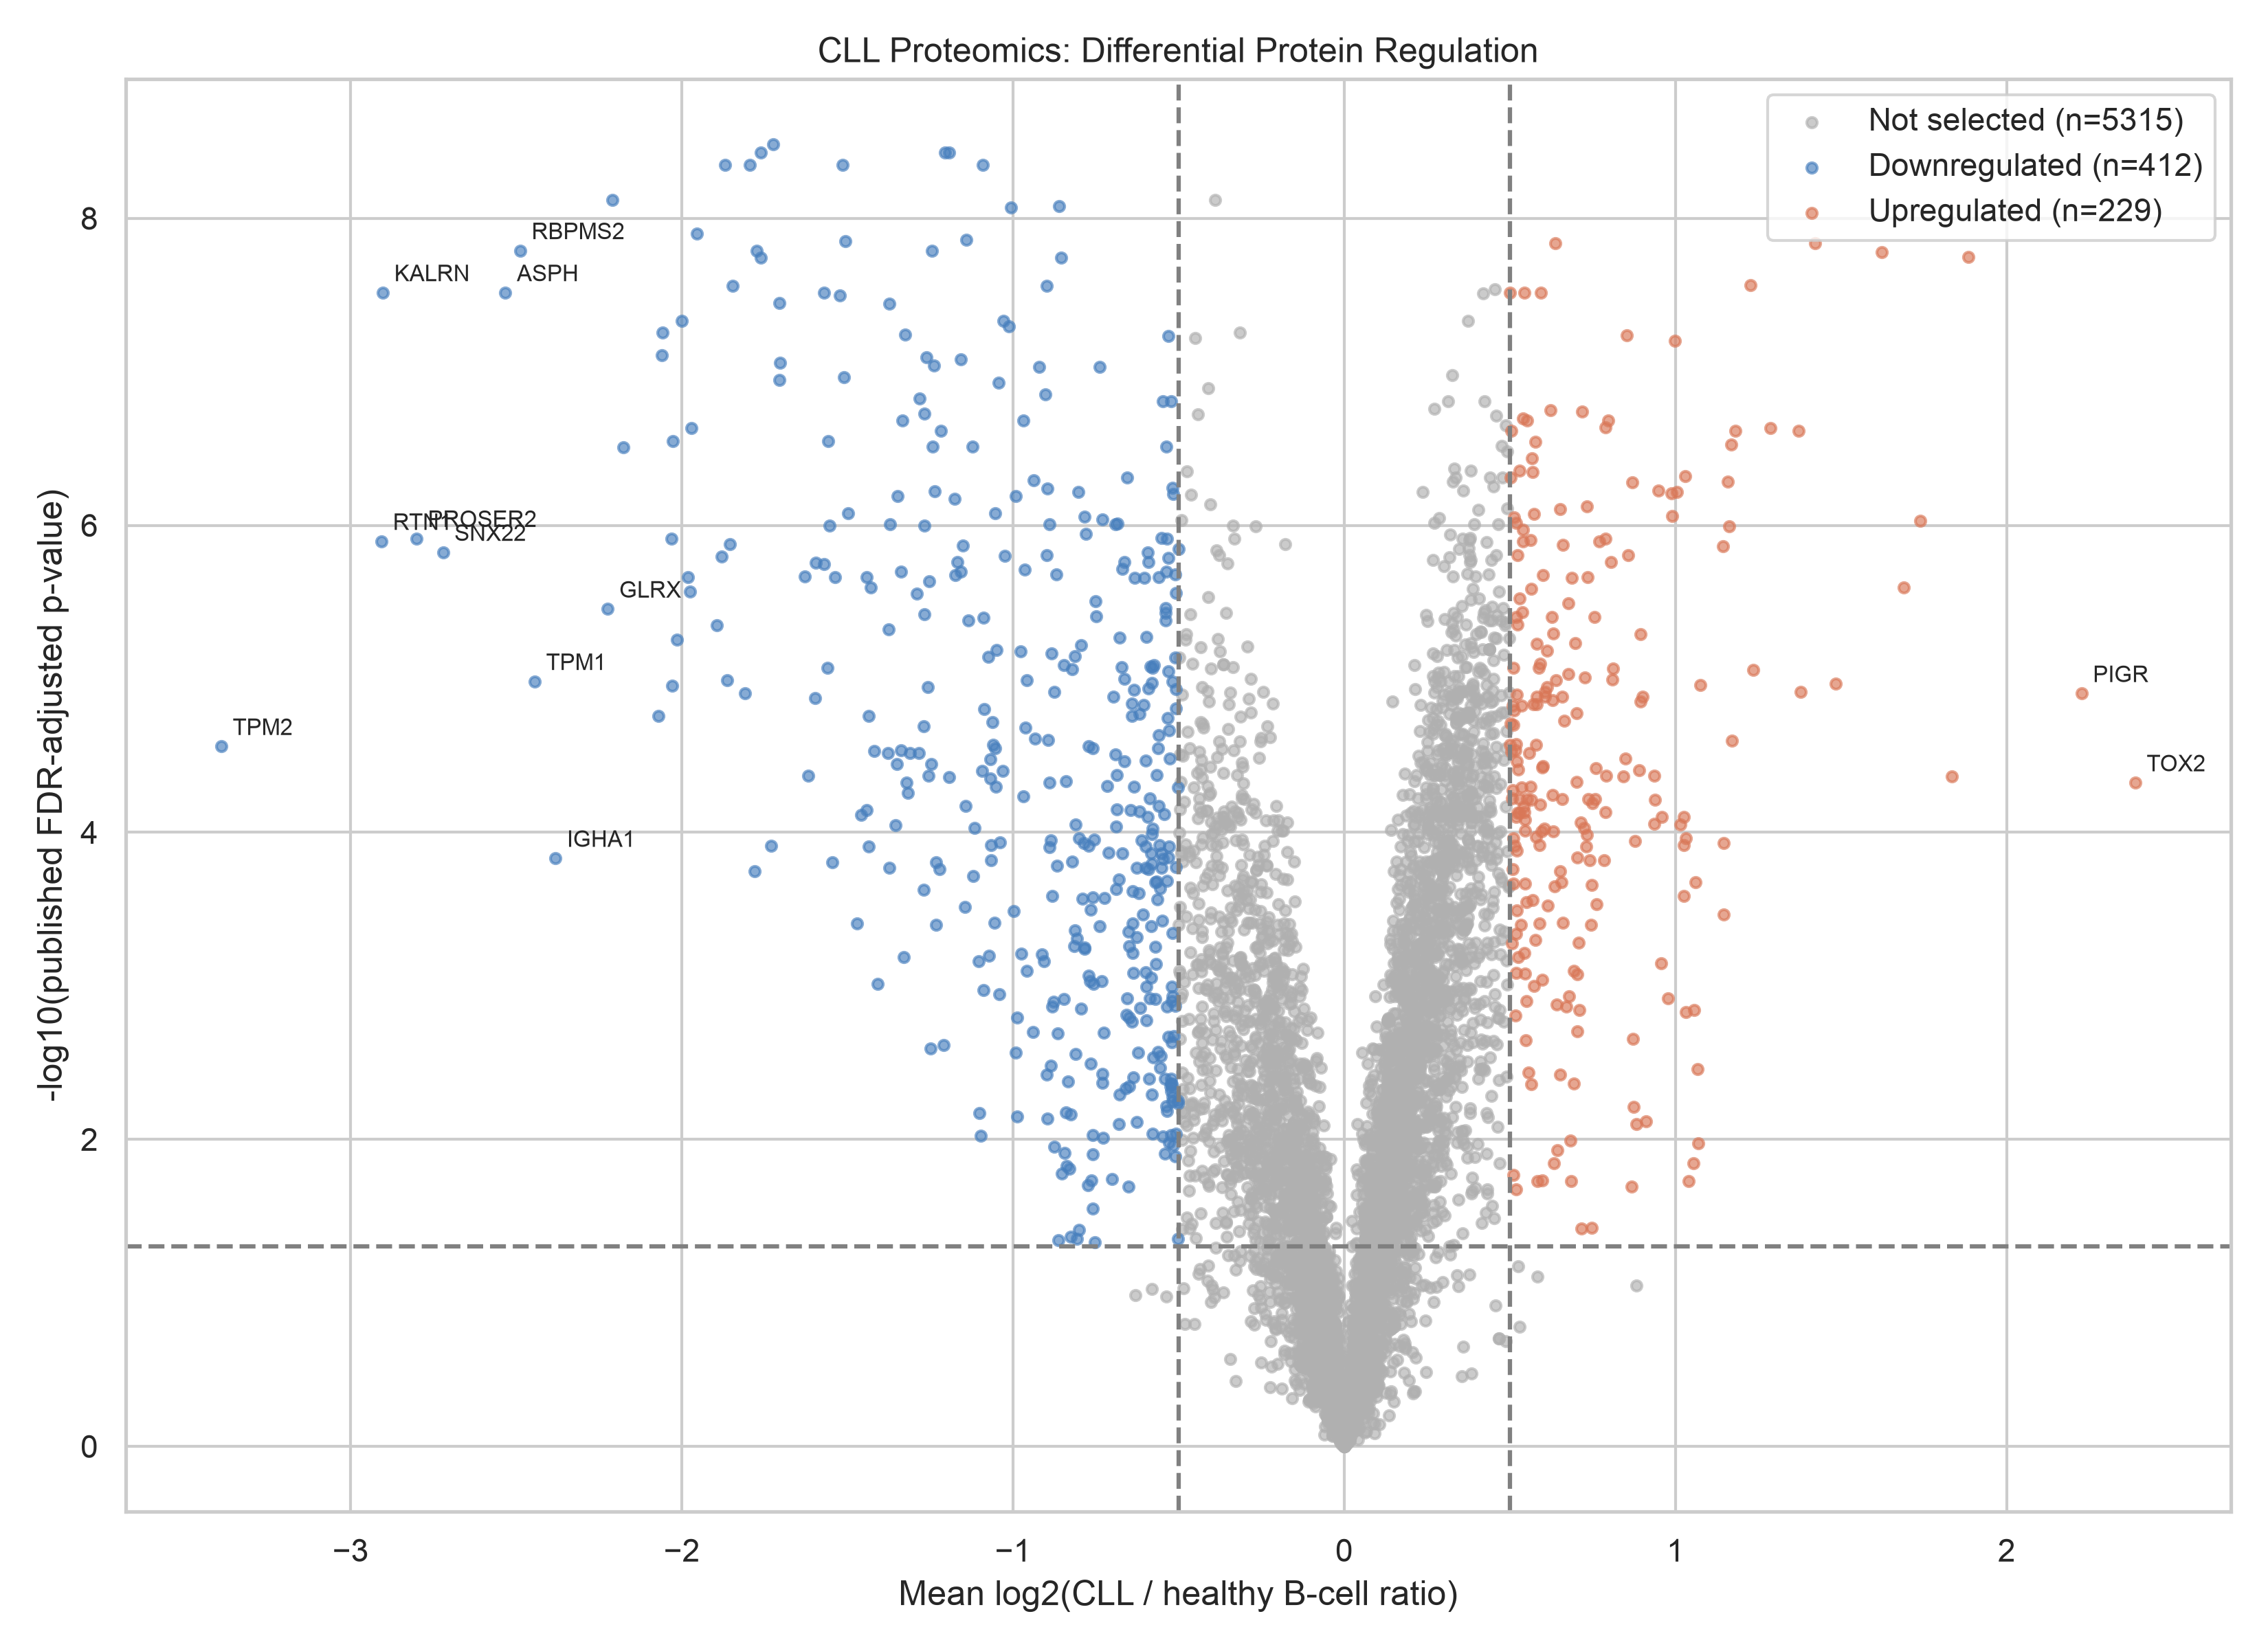 CLL Proteomics: Differential Protein Regulation
Not selected (n=5315)
Downregulated (n=412)
Upregulated (n=229)
-log10(published FDR-adjusted p-value)
8
6
4
2
0
RBPMS2
KALRN
ASPH
RTN1
PROSER2
SNX22
GLRX
TPM1
TPM2
IGHA1
PIGR
TOX2
−3
−2
−1
0
1
2
Mean log2(CLL / healthy B-cell ratio)